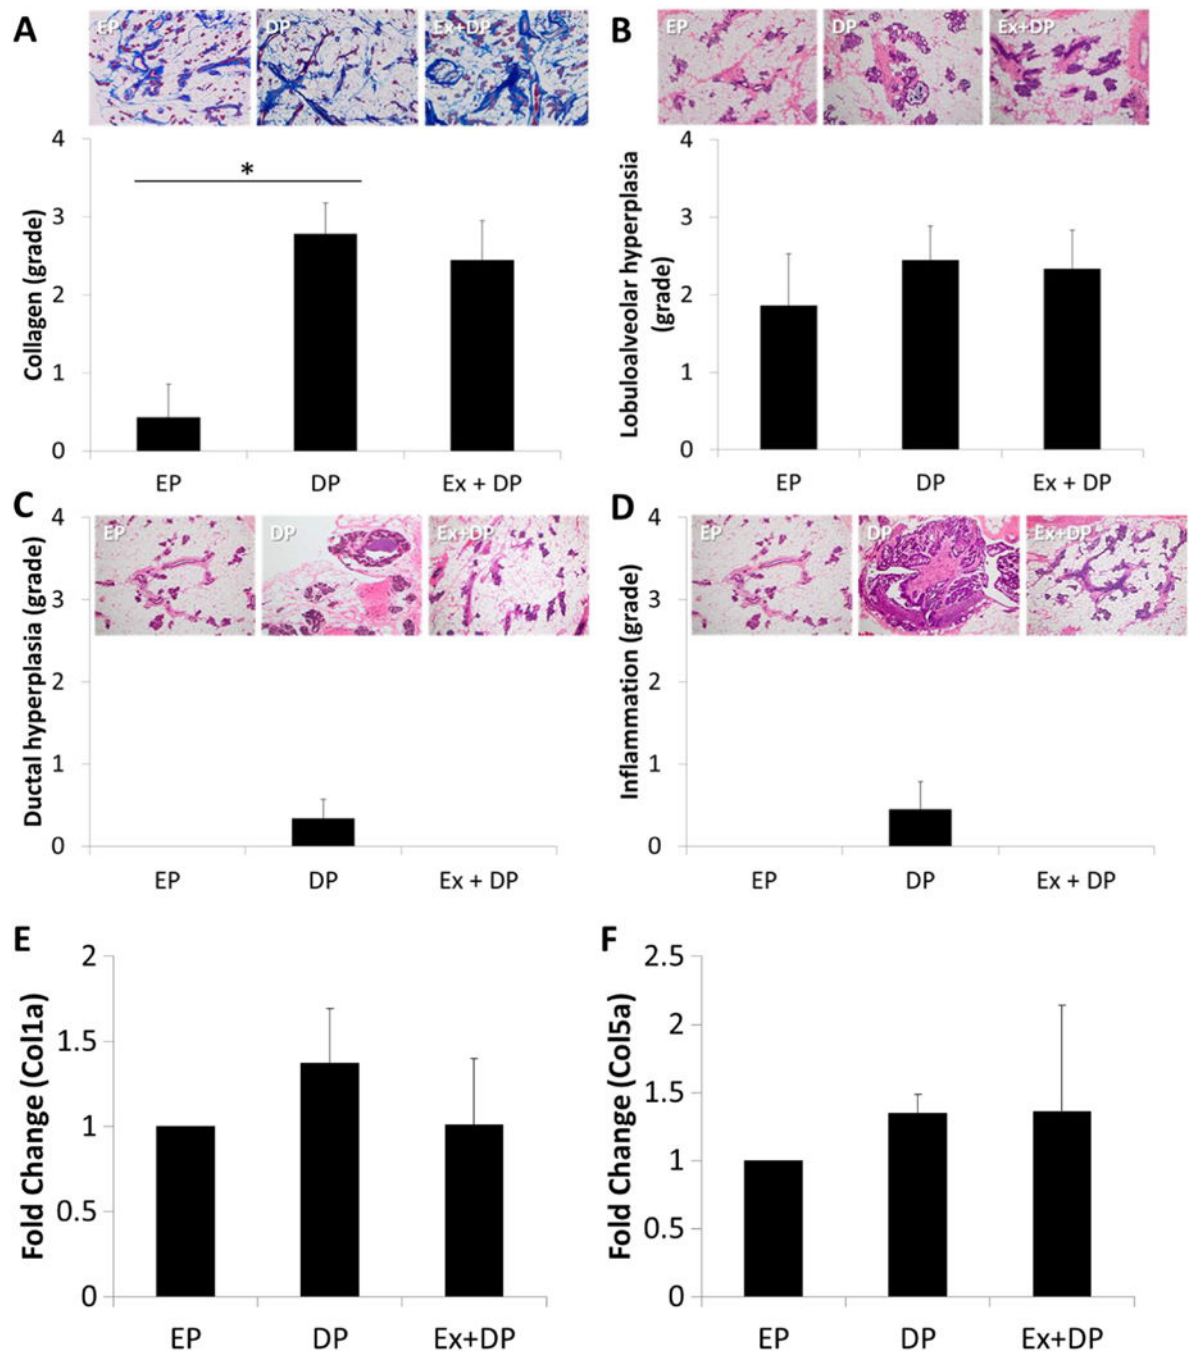 A
EP
DP
Ex+DP
4
3
2
1
0
Collagen (grade)
*
EP
DP
Ex + DP
B
EP
DP
Ex+DP
4
3
2
1
0
Lobuloalveolar hyperplasia
(grade)
EP
DP
Ex + DP
C
EP
DP
Ex+DP
4
3
2
1
0
Ductal hyperplasia (grade)
EP
DP
Ex + DP
D
EP
DP
Ex+DP
4
3
2
1
0
Inflammation (grade)
EP
DP
Ex + DP
E
2
1.5
1
0.5
0
Fold Change (Col1a)
EP
DP
Ex+DP
F
2.5
2
1.5
1
0.5
0
Fold Change (Col5a)
EP
DP
Ex+DP